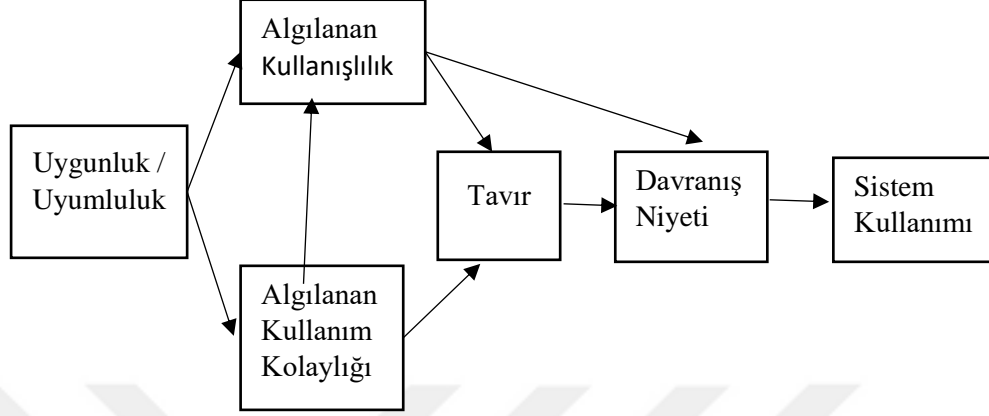 Algılanan
Kullanışlılık
Uygunluk /
Uyumluluk
Tavır
Davranış
Niyeti
Sistem
Kullanımı
Algılanan
Kullanım
Kolaylığı